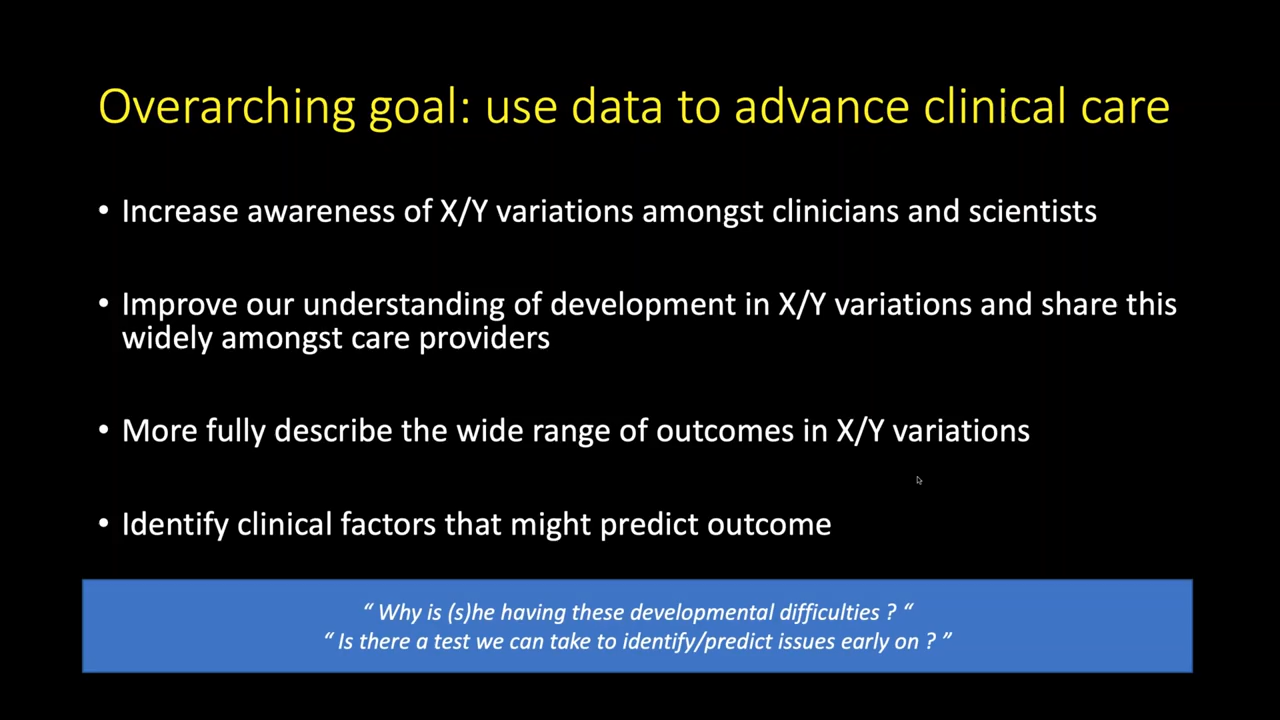 Overarching goal: use data to advance clinical care
• Increase awareness of X/Y variations amongst clinicians and scientists
• Improve our understanding of development in X/Y variations and share this
widely amongst care providers
• More fully describe the wide range of outcomes in X/Y variations
• Identify clinical factors that might predict outcome
“ Why is (s)he having these developmental difficulties ? “
“ Is there a test we can take to identify/predict issues early on ? ”